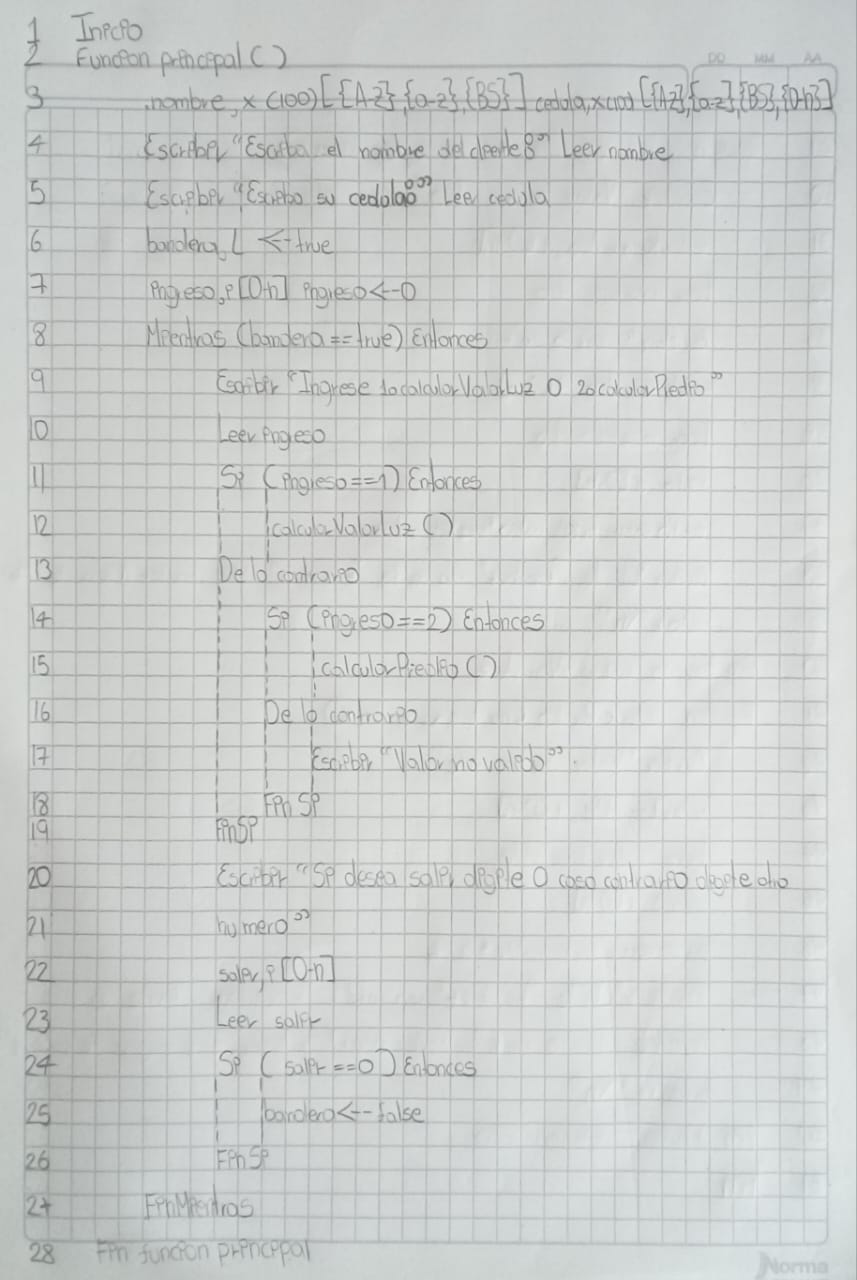 1 Inicio
2 Funcion principal ( )
DD MM AA
3 nombre, x (100) [{A-z},{a-z},{BS}] cedula, x(100) [{A-z},{a-z},{BS},{0-n}]
4 Escribir "Escriba el nombre del cliente:" Leer nombre
5 Escribir "Escriba su cedula:" Leer cedula
6 bandera, L <-- true
7 ingreso, i [0-n] ingreso <-- 0
8 Mientras (bandera == true) Entonces
9 Escribir "Ingrese 1.calcularValorLuz O 2.calcularPredio"
10 Leer ingreso
11 Si (ingreso==1) Entonces
12 calcularValorLuz ( )
13 De lo contrario
14 Si (ingreso==2) Entonces
15 calcularPredio ( )
16 De lo contrario
17 Escribir "Valor no valido".
18 Fin Si
19 FinSi
20 Escribir "Si desea salir digite 0 caso contrario digite otro
21 numero"
22 salir, i [0-n]
23 Leer salir
24 Si ( salir ==0 ) Entonces
25 bandera <-- false
26 Fin Si
27 FinMientras
28 Fin funcion principal
Norma